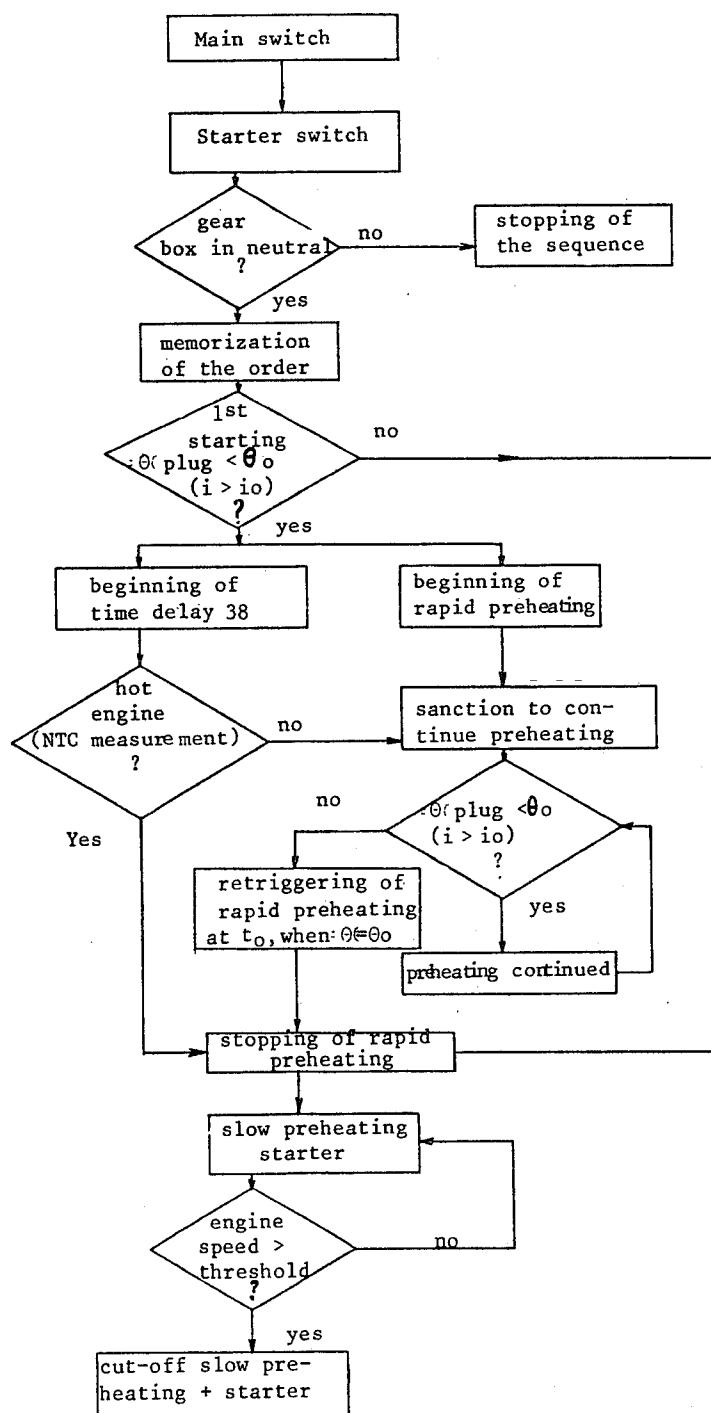 Main switch
Starter switch
gear
box in neutral
?
no
stopping of
the sequence
yes
memorization
of the order
1st
starting
θ plug < θo
(i > io)
?
no
yes
beginning of
time delay 38
beginning of
rapid preheating
hot
engine
(NTC measurement)
?
no
sanction to con-
tinue preheating
Yes
θ plug < θo
(i > io)
?
no
yes
retriggering of
rapid preheating
at to, when θ = θo
preheating continued
stopping of rapid
preheating
slow preheating
starter
engine
speed >
threshold
?
no
yes
cut-off slow pre-
heating + starter